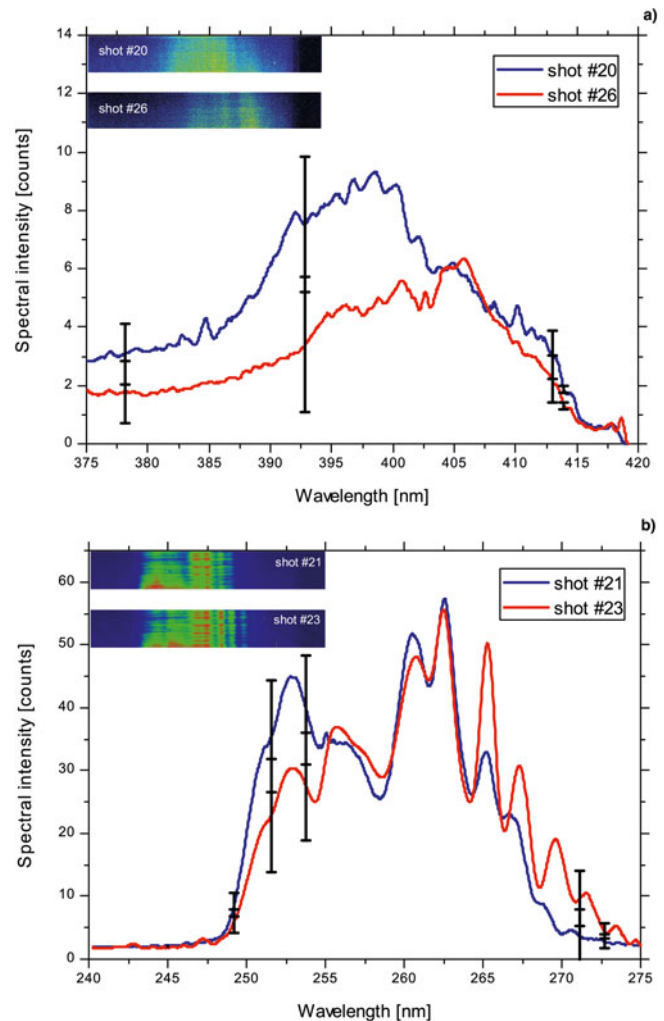 a)
14
12
10
8
6
4
2
0
Spectral intensity [counts]
shot #20
shot #26
shot #20
shot #26
375 380 385 390 395 400 405 410 415 420
Wavelength [nm]
b)
60
50
40
30
20
10
0
Spectral intensity [counts]
shot #21
shot #23
shot #21
shot #23
240 245 250 255 260 265 270 275
Wavelength [nm]